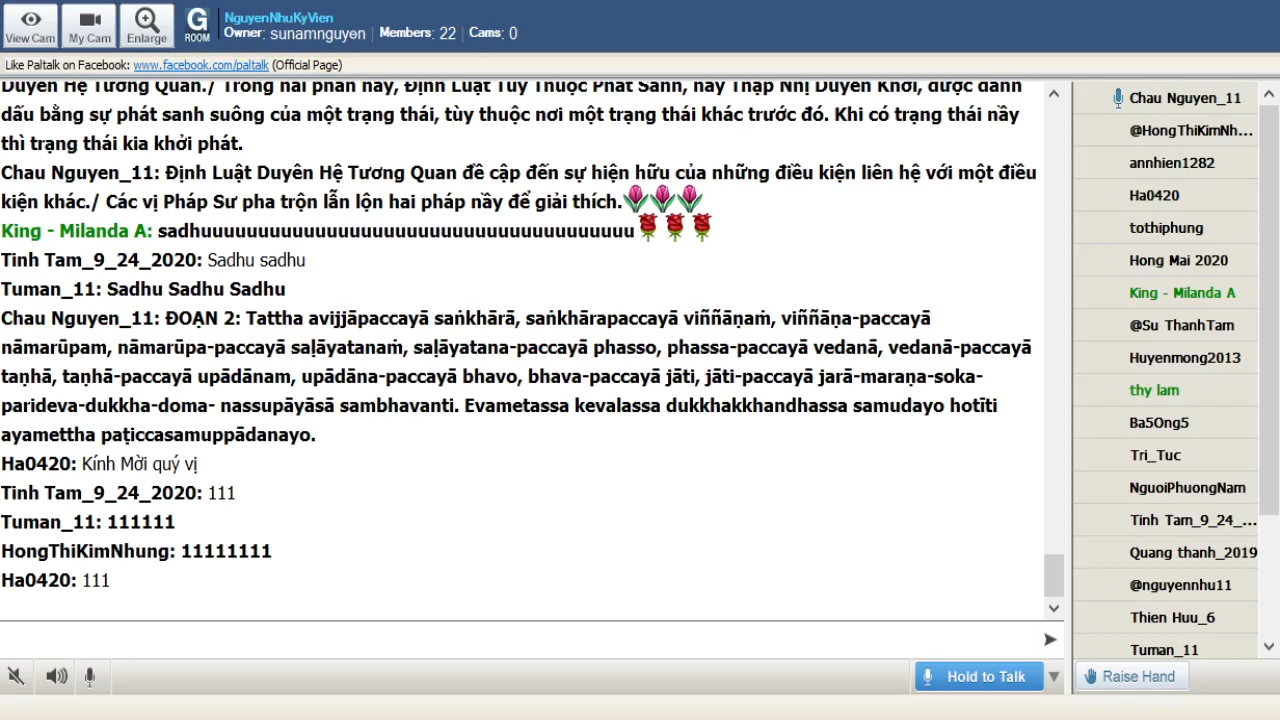 View Cam
My Cam
Enlarge
G
ROOM
NguyenNhuKyVien
Owner: sunamnguyen | Members: 22 | Cams: 0
Like Paltalk on Facebook: www.facebook.com/paltalk (Official Page)
Duyên Hệ Tương Quan./ Trong hai phần nầy, Định Luật Tùy Thuộc Phát Sanh, hay Thập Nhị Duyên Khởi, được đánh
dấu bằng sự phát sanh suông của một trạng thái, tùy thuộc nơi một trạng thái khác trước đó. Khi có trạng thái nầy
thì trạng thái kia khởi phát.
Chau Nguyen_11: Định Luật Duyên Hệ Tương Quan đề cập đến sự hiện hữu của những điều kiện liên hệ với một điều
kiện khác./ Các vị Pháp Sư pha trộn lẫn lộn hai pháp nầy để giải thích.
King - Milanda A: sadhuuuuuuuuuuuuuuuuuuuuuuuuuuuuuuuuuuuuuu
Tinh Tam_9_24_2020: Sadhu sadhu
Tuman_11: Sadhu Sadhu Sadhu
Chau Nguyen_11: ĐOẠN 2: Tattha avijjāpaccayā saṅkhārā, saṅkhārapaccayā viññāṇaṁ, viññāṇa-paccayā
nāmarūpam, nāmarūpa-paccayā saḷāyatanaṁ, saḷāyatana-paccayā phasso, phassa-paccayā vedanā, vedanā-paccayā
taṇhā, taṇhā-paccayā upādānam, upādāna-paccayā bhavo, bhava-paccayā jāti, jāti-paccayā jarā-maraṇa-soka-
parideva-dukkha-doma- nassupāyāsā sambhavanti. Evametassa kevalassa dukkhakkhandhassa samudayo hotīti
ayamettha paṭiccasamuppādanayo.
Ha0420: Kính Mời quý vị
Tinh Tam_9_24_2020: 111
Tuman_11: 111111
HongThiKimNhung: 11111111
Ha0420: 111
Hold to Talk
Chau Nguyen_11
@HongThiKimNh...
annhien1282
Ha0420
tothiphung
Hong Mai 2020
King - Milanda A
@Su ThanhTam
Huyenmong2013
thy lam
Ba5Ong5
Tri_Tuc
NguoiPhuongNam
Tinh Tam_9_24_...
Quang thanh_2019
@nguyennhu11
Thien Huu_6
Tuman_11
Raise Hand